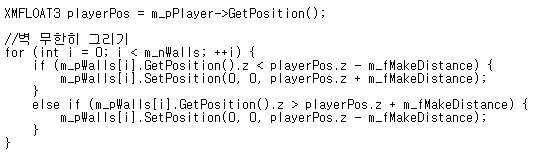 XMFLOAT3 playerPos = m_pPlayer->GetPosition();
//벽 무한히 그리기
for (int i = 0; i < m_nWalls; ++i) {
if (m_pWalls[i].GetPosition().z < playerPos.z - m_fMakeDistance) {
m_pWalls[i].SetPosition(0, 0, playerPos.z + m_fMakeDistance);
}
else if (m_pWalls[i].GetPosition().z > playerPos.z + m_fMakeDistance) {
m_pWalls[i].SetPosition(0, 0, playerPos.z - m_fMakeDistance);
}
}